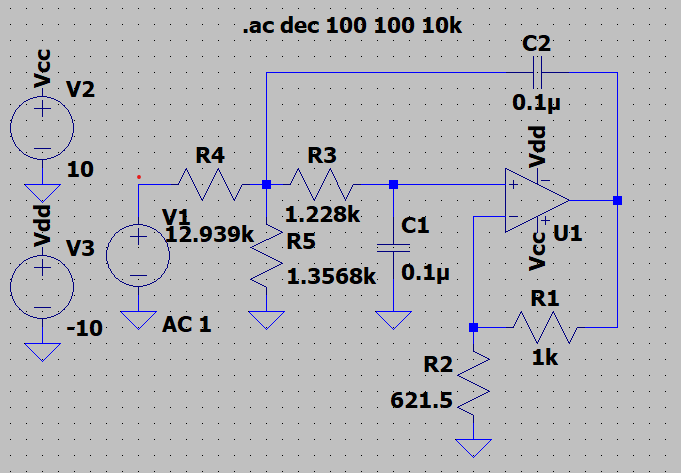 .ac dec 100 100 10k
C2
0.1µ
Vcc
V2
10
Vdd
V3
-10
V1
AC 1
R4
12.939k
R3
1.228k
R5
1.3568k
C1
0.1µ
Vdd
U1
Vcc
R1
1k
R2
621.5